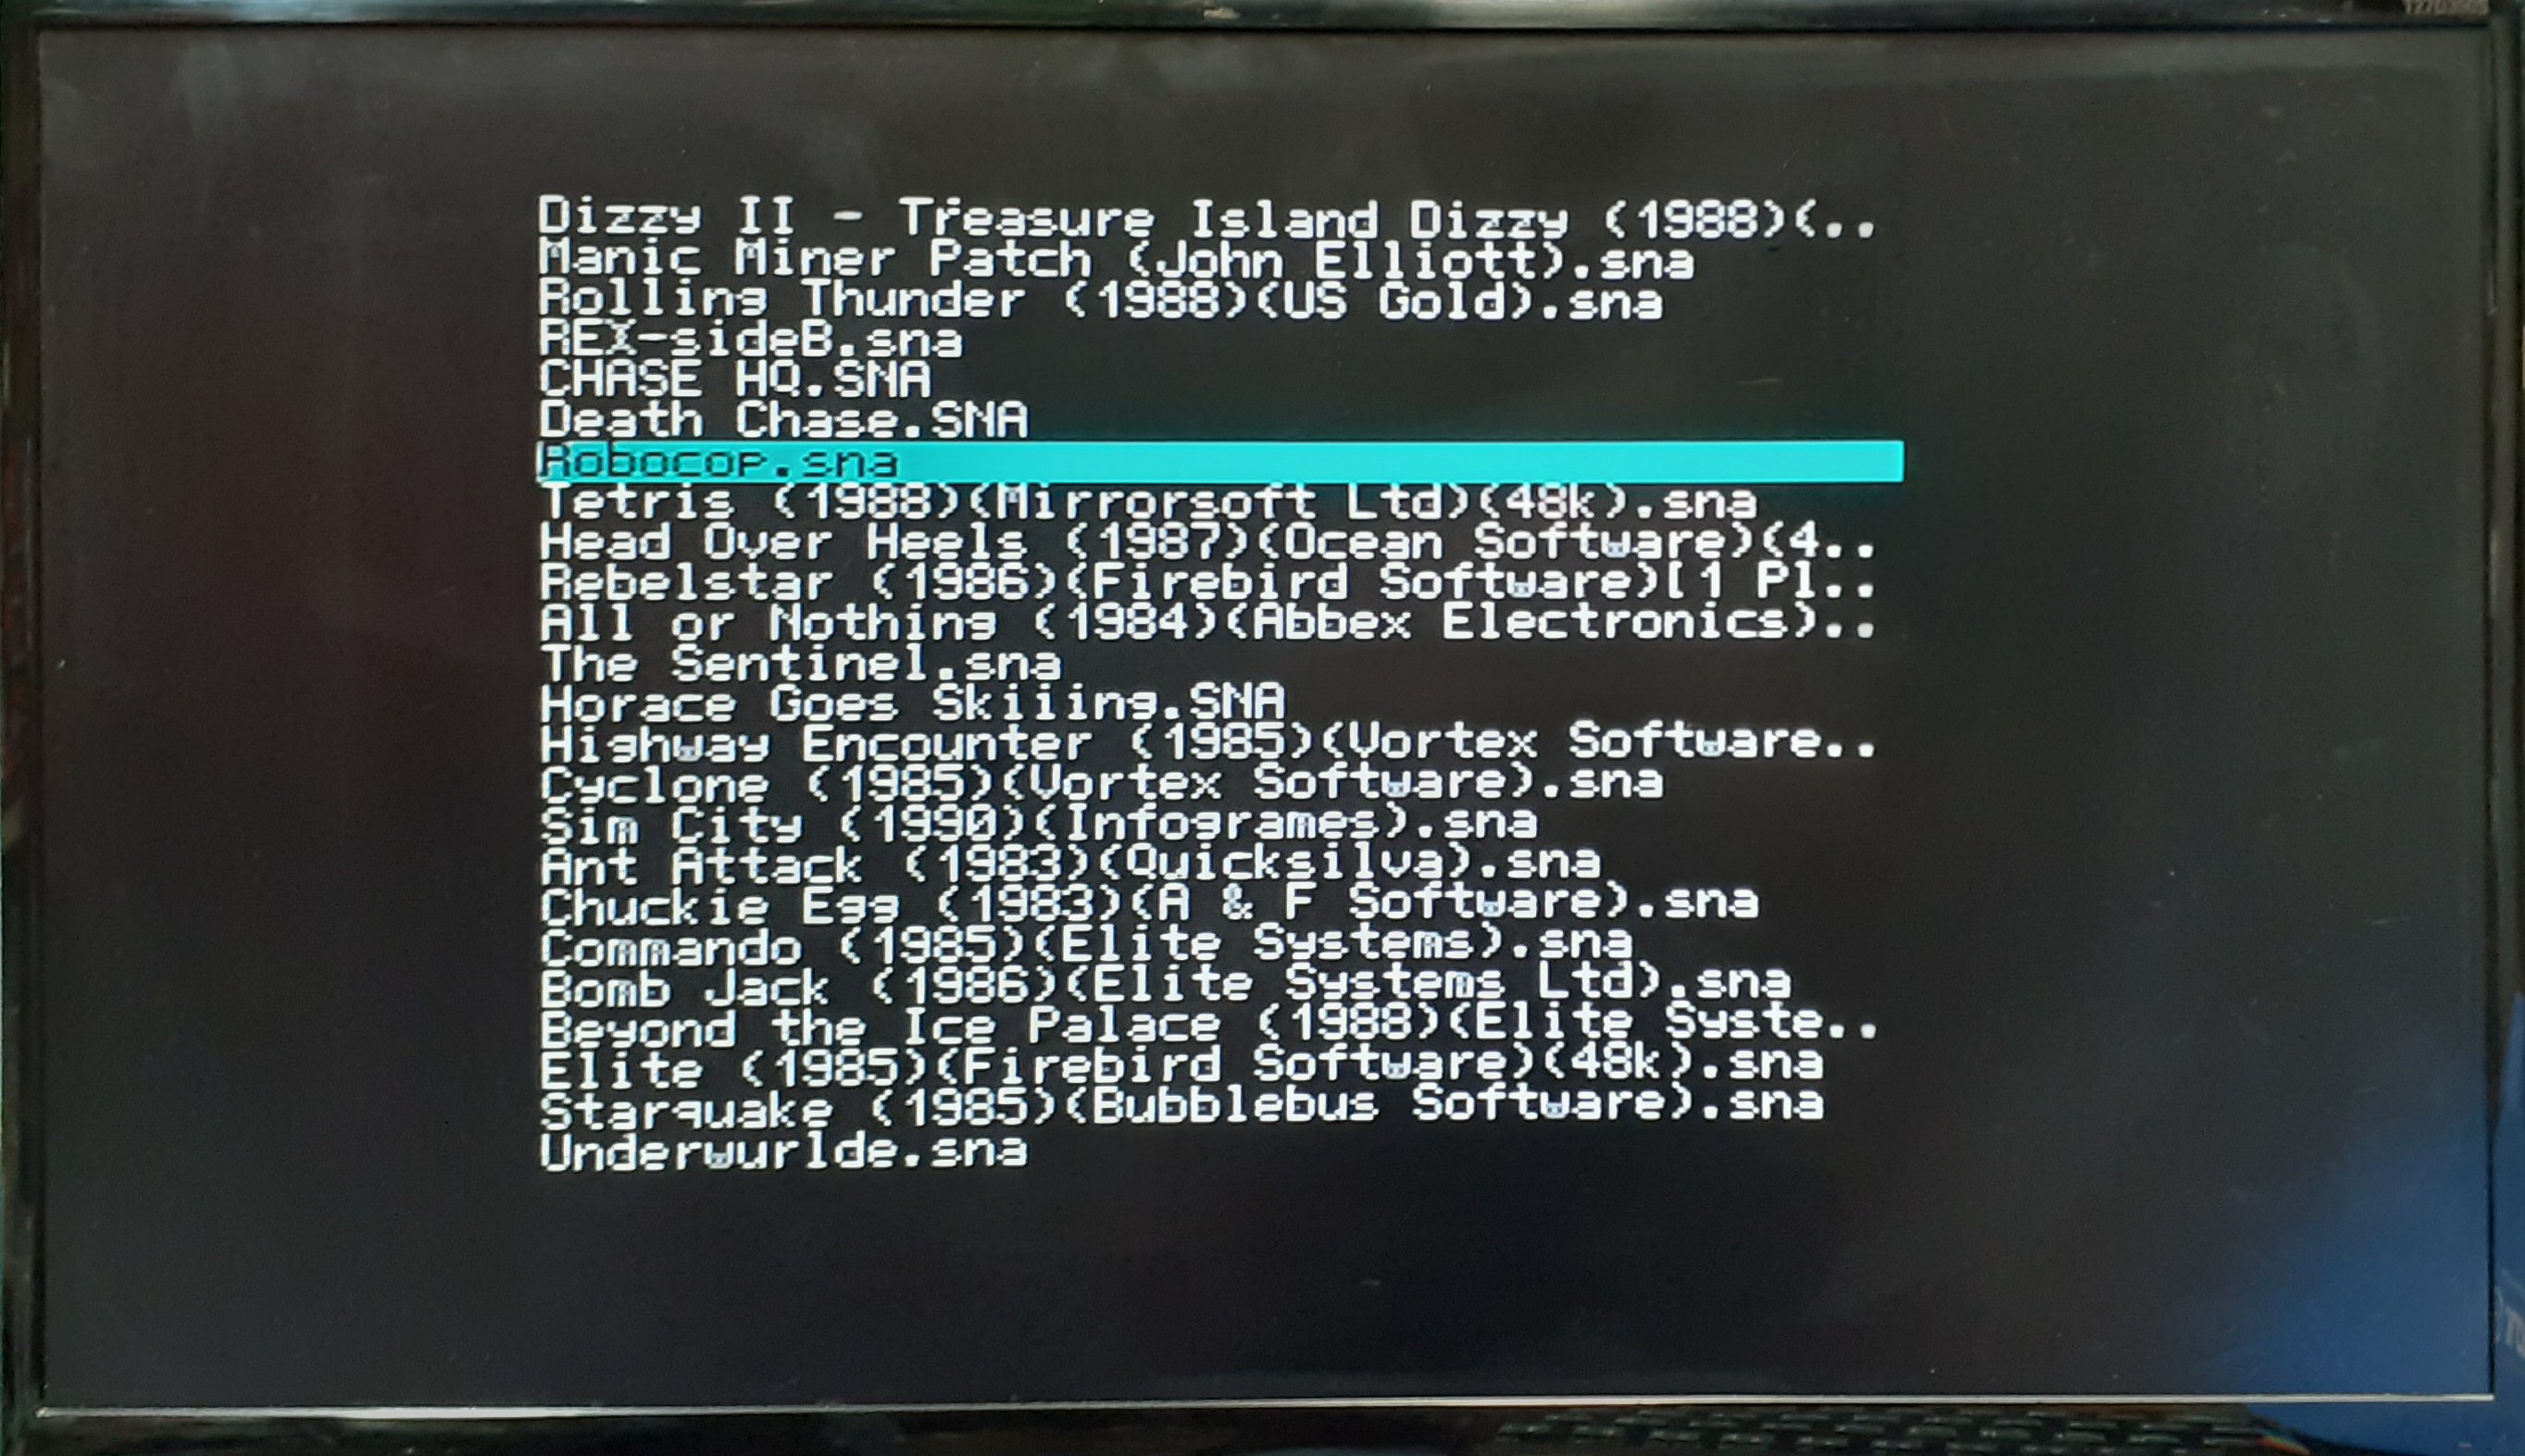 Dizzy II - Treasure Island Dizzy (1988)(..
Manic Miner Patch (John Elliott).sna
Rolling Thunder (1988)(US Gold).sna
REX-sideB.sna
CHASE HQ.SNA
Death Chase.SNA
Robocop.sna
Tetris (1988)(Mirrorsoft Ltd)(48k).sna
Head Over Heels (1987)(Ocean Software)(4..
Rebelstar (1986)(Firebird Software)[1 Pl..
All or Nothing (1984)(Abbex Electronics)..
The Sentinel.sna
Horace Goes Skiiing.SNA
Highway Encounter (1985)(Vortex Software..
Cyclone (1985)(Vortex Software).sna
Sim City (1990)(Infogrames).sna
Ant Attack (1983)(Quicksilva).sna
Chuckie Egg (1983)(A & F Software).sna
Commando (1985)(Elite Systems).sna
Bomb Jack (1986)(Elite Systems Ltd).sna
Beyond the Ice Palace (1988)(Elite Syste..
Elite (1985)(Firebird Software)(48k).sna
Starquake (1985)(Bubblebus Software).sna
Underwurlde.sna